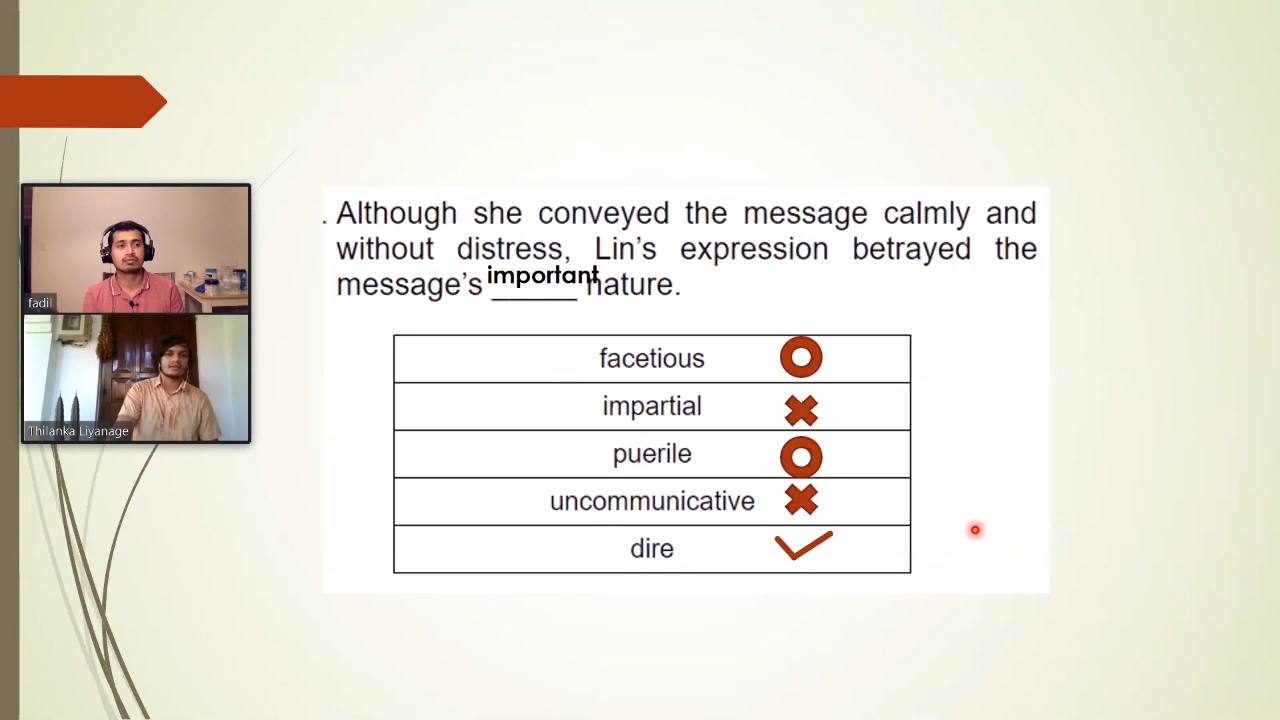 . Although she conveyed the message calmly and
without distress, Lin's expression betrayed the
important
message's ______ nature.
facetious
impartial
puerile
uncommunicative
dire
fadil
Thilanka Liyanage